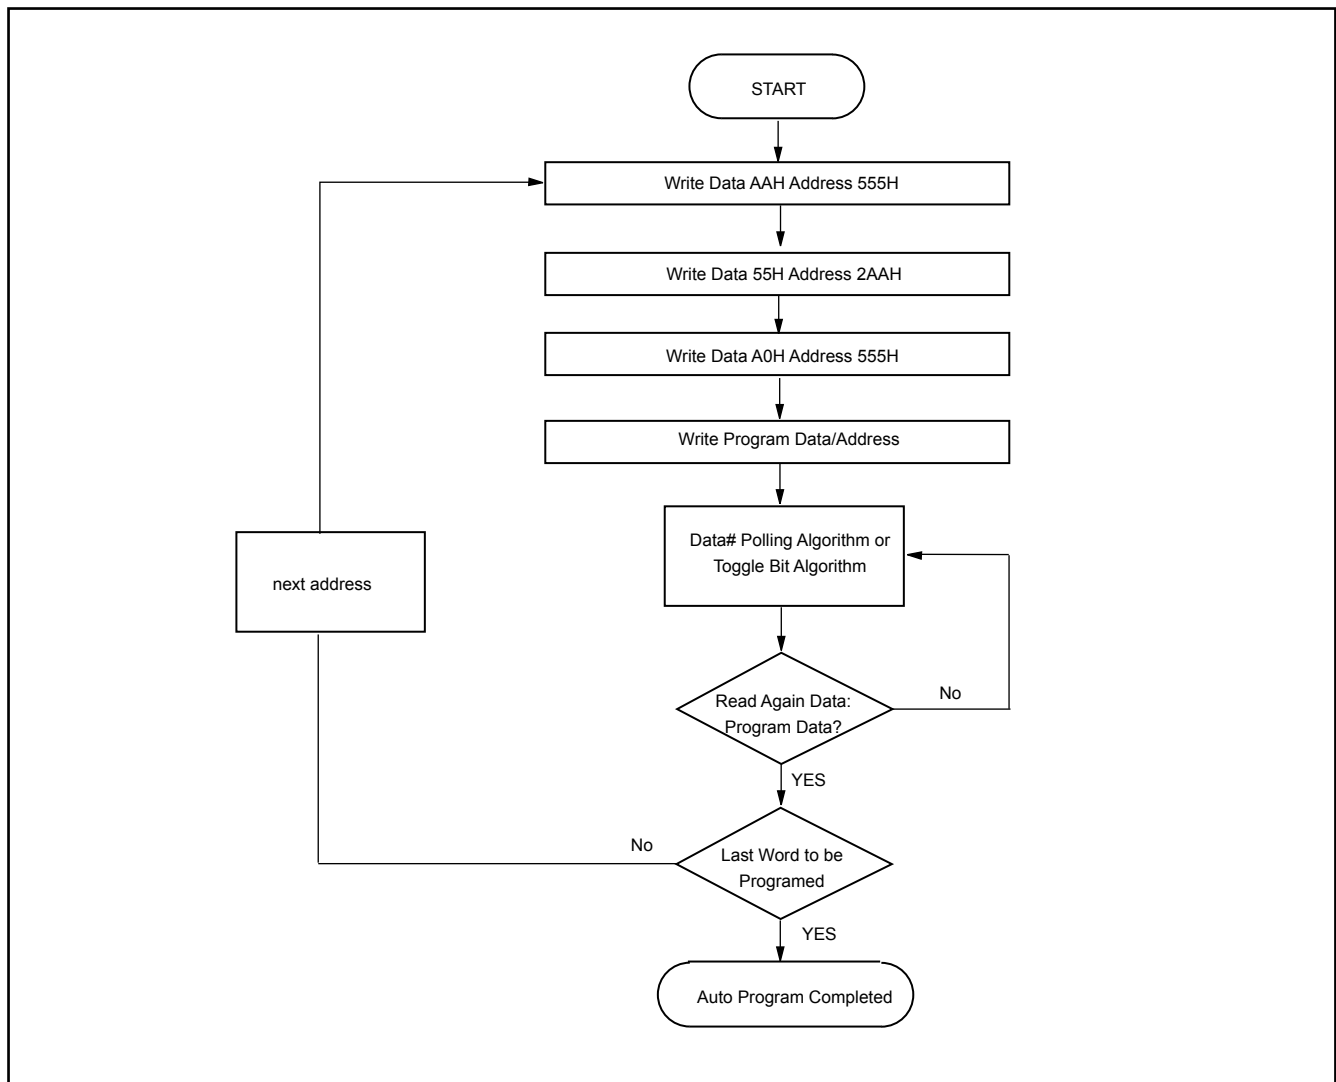 START
Write Data AAH Address 555H
Write Data 55H Address 2AAH
Write Data A0H Address 555H
Write Program Data/Address
Data# Polling Algorithm or
Toggle Bit Algorithm
next address
Read Again Data:
Program Data?
No
YES
No
Last Word to be
Programed
YES
Auto Program Completed